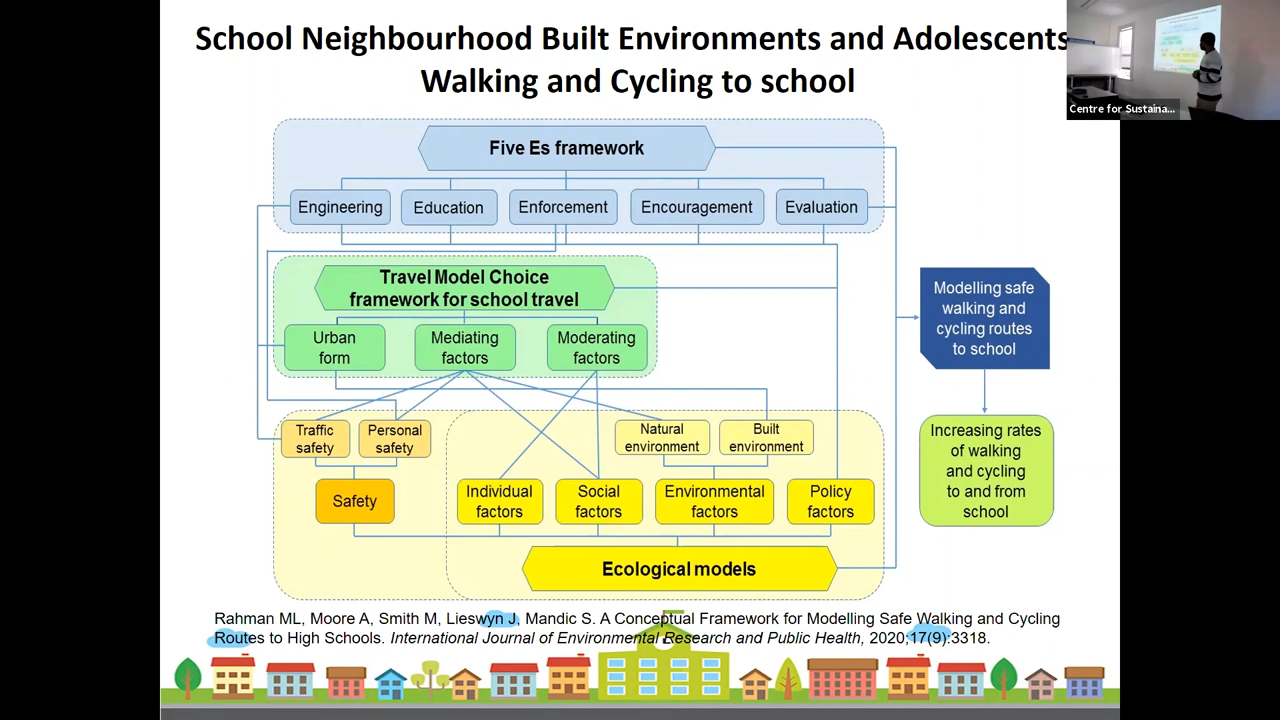 School Neighbourhood Built Environments and Adolescents
Walking and Cycling to school
Centre for Sustaina...
Five Es framework
Engineering
Education
Enforcement
Encouragement
Evaluation
Travel Model Choice
framework for school travel
Urban
form
Mediating
factors
Moderating
factors
Modelling safe
walking and
cycling routes
to school
Traffic
safety
Personal
safety
Natural
environment
Built
environment
Safety
Individual
factors
Social
factors
Environmental
factors
Policy
factors
Increasing rates
of walking
and cycling
to and from
school
Ecological models
Rahman ML, Moore A, Smith M, Lieswyn J, Mandic S. A Conceptual Framework for Modelling Safe Walking and Cycling
Routes to High Schools. International Journal of Environmental Research and Public Health, 2020;17(9):3318.